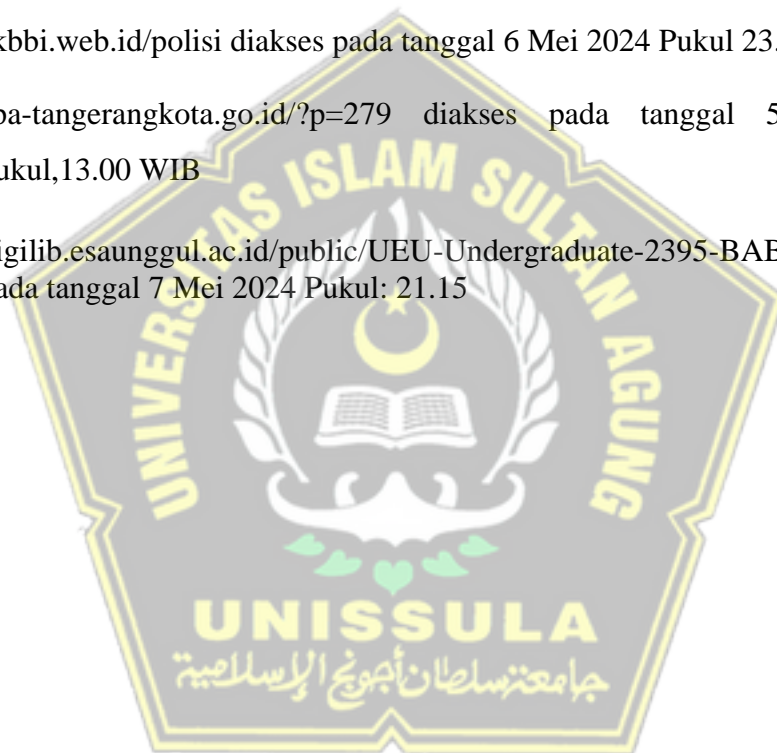 kbbi.web.id/polisi diakses pada tanggal 6 Mei 2024 Pukul 23.
pa-tangerangkota.go.id/?p=279 diakses pada tanggal 5
ukul,13.00 WIB
igilib.esaunggul.ac.id/public/UEU-Undergraduate-2395-BAB
ada tanggal 7 Mei 2024 Pukul: 21.15
UNIVERSITAS ISLAM SULTAN AGUNG
UNISSULA
جامعة سلطان أجونج الإسلامية